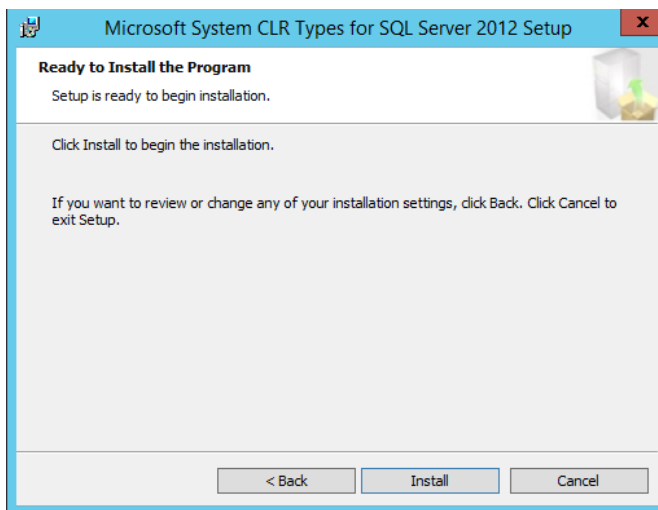 Microsoft System CLR Types for SQL Server 2012 Setup
x
Ready to Install the Program
Setup is ready to begin installation.
Click Install to begin the installation.
If you want to review or change any of your installation settings, click Back. Click Cancel to
exit Setup.
< Back
Install
Cancel